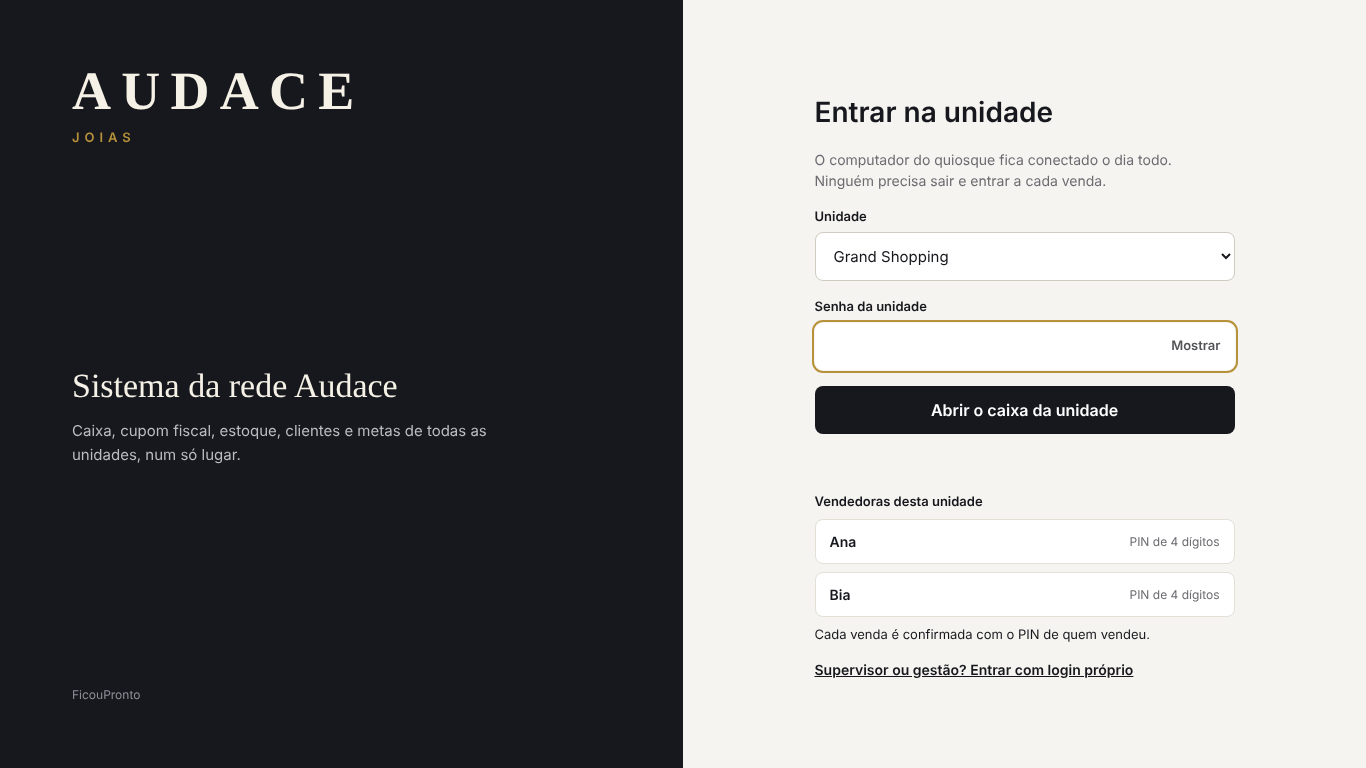 AUDACE
JOIAS
Sistema da rede Audace
Caixa, cupom fiscal, estoque, clientes e metas de todas as
unidades, num só lugar.
FicouPronto
Entrar na unidade
O computador do quiosque fica conectado o dia todo.
Ninguém precisa sair e entrar a cada venda.
Unidade
Grand Shopping
Senha da unidade
Mostrar
Abrir o caixa da unidade
Vendedoras desta unidade
Ana PIN de 4 dígitos
Bia PIN de 4 dígitos
Cada venda é confirmada com o PIN de quem vendeu.
Supervisor ou gestão? Entrar com login próprio